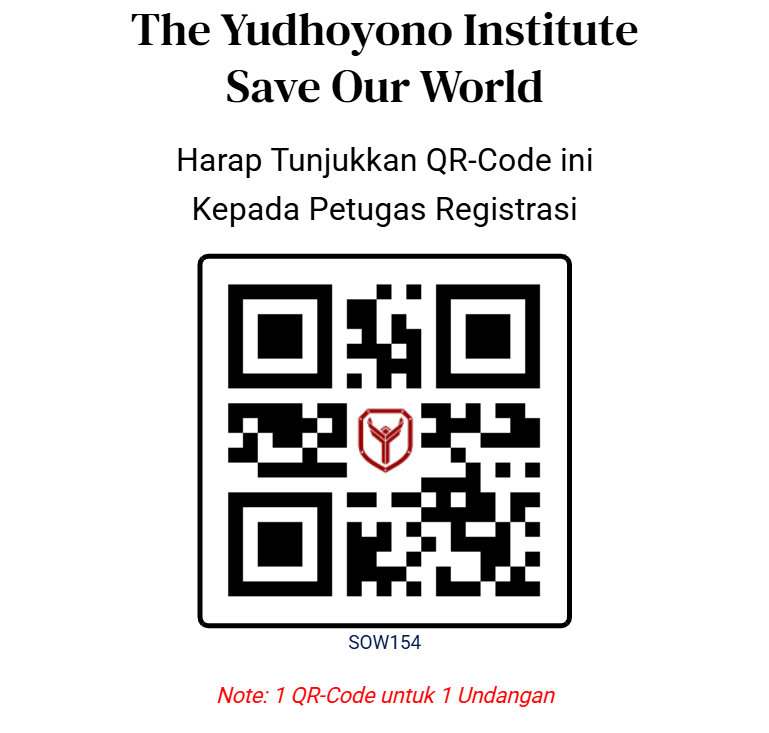 The Yudhoyono Institute
Save Our World
Harap Tunjukkan QR-Code ini
Kepada Petugas Registrasi
SOW154
Note: 1 QR-Code untuk 1 Undangan